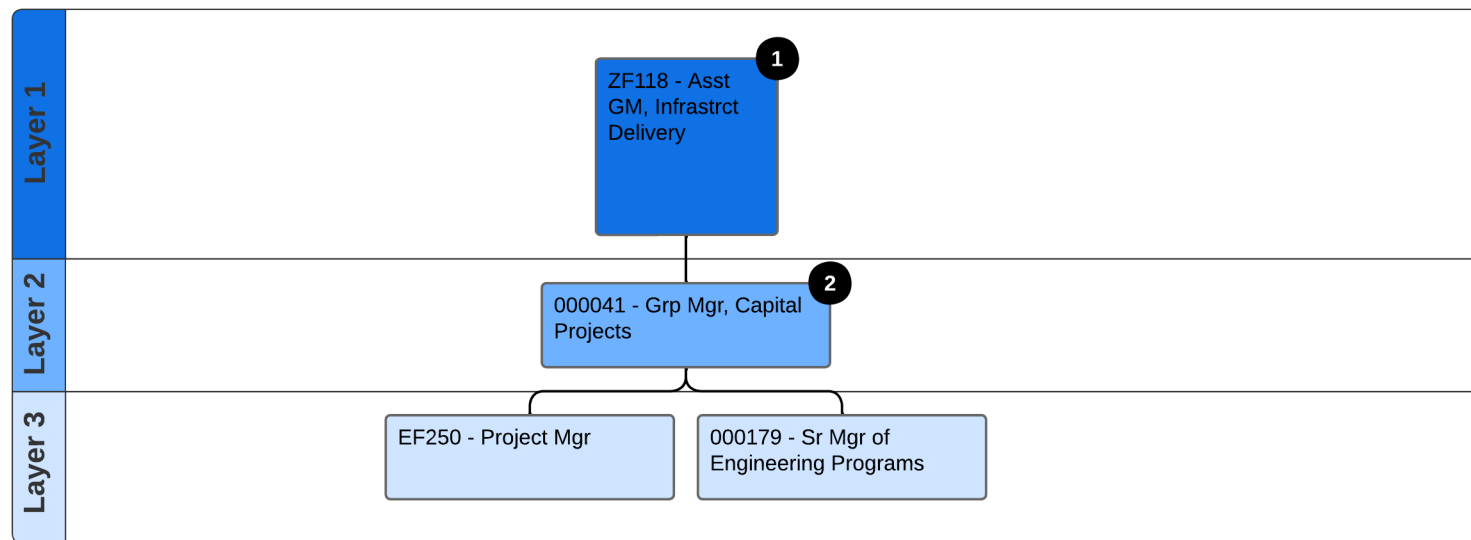 Layer 1
1
ZF118 - Asst
GM, Infrastrct
Delivery
Layer 2
2
000041 - Grp Mgr, Capital
Projects
Layer 3
EF250 - Project Mgr
000179 - Sr Mgr of
Engineering Programs